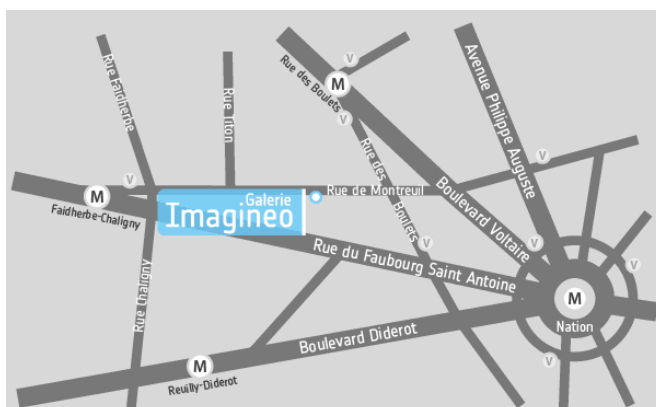 Rue Faidherbe
Rue Titon
Rue des Boulets
M
V
V
Avenue Philippe Auguste
V
V
M
Faidherbe-Chaligny
Galerie
Imagineo
Rue de Montreuil
Rue des Boulets
Boulevard Voltaire
Rue Chaligny
Rue du Faubourg Saint Antoine
V
V
V
M
Nation
Boulevard Diderot
V
M
Reuilly-Diderot